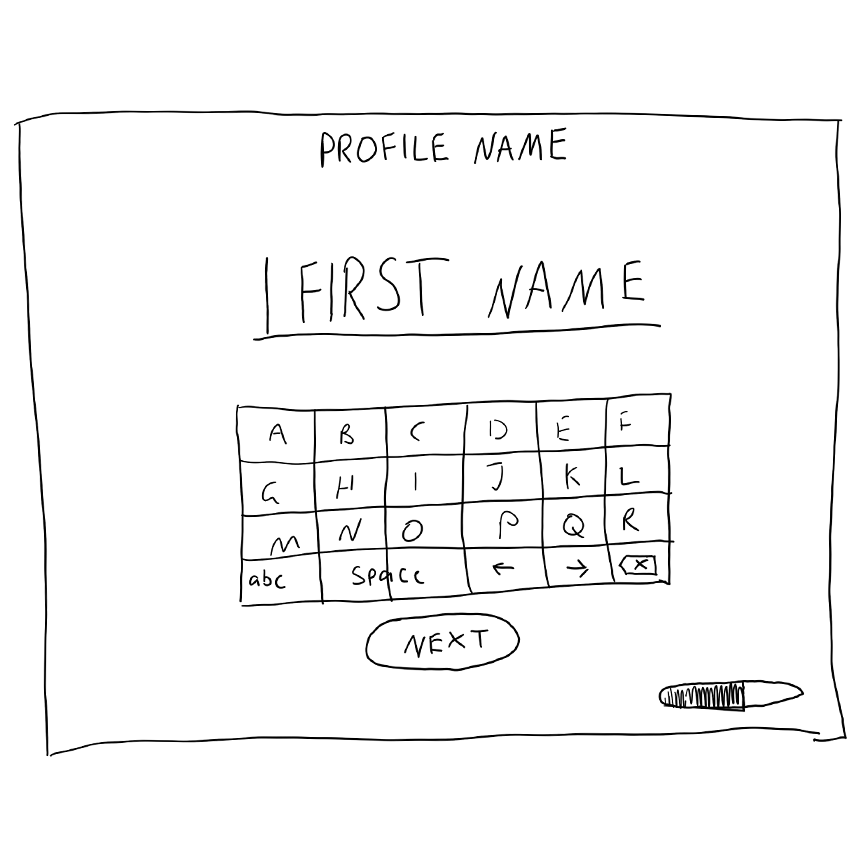 PROFILE NAME
FIRST NAME
A B C D E F
G H I J K L
M N O P Q R
abc Space ← →
NEXT